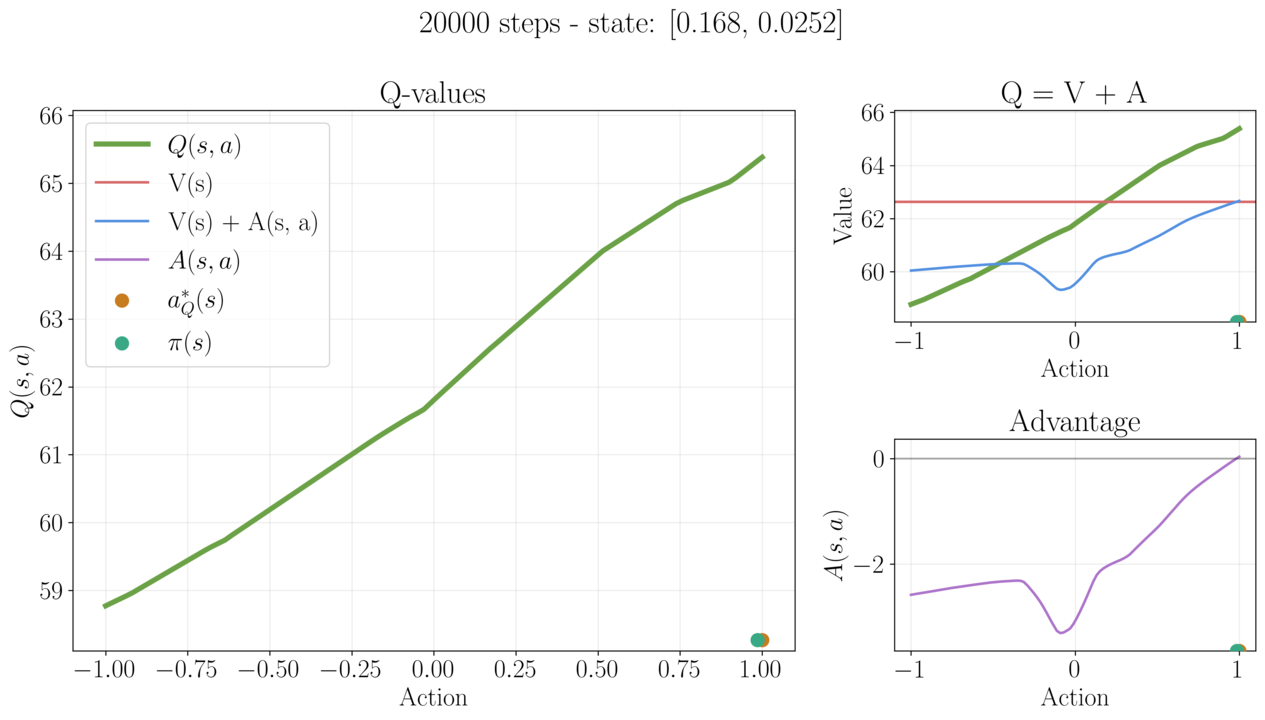 20000 steps - state: [0.168, 0.0252]
Q-values
Q(s, a)
V(s)
V(s) + A(s, a)
A(s, a)
a*_Q(s)
π(s)
66
65
64
63
62
61
60
59
Q(s, a)
−1.00 −0.75 −0.50 −0.25 0.00 0.25 0.50 0.75 1.00
Action
Q = V + A
66
64
62
60
Value
−1 0 1
Action
Advantage
0
−2
A(s, a)
−1 0 1
Action